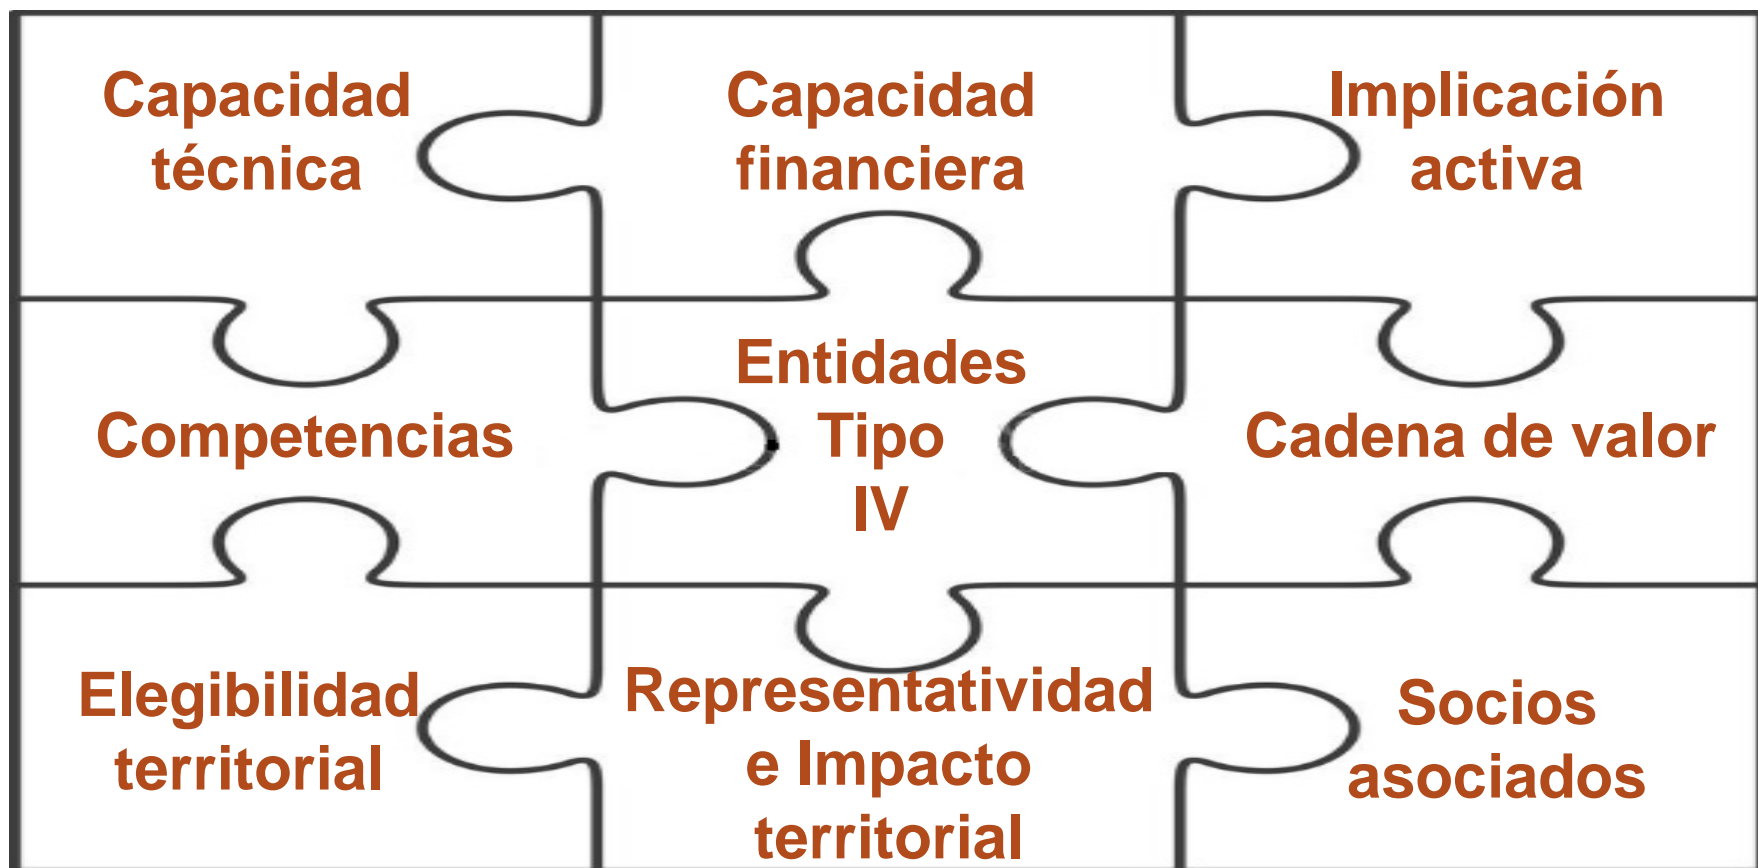 Capacidad
técnica
Capacidad
financiera
Implicación
activa
Competencias
Entidades
Tipo
IV
Cadena de valor
Elegibilidad
territorial
Representatividad
e Impacto
territorial
Socios
asociados